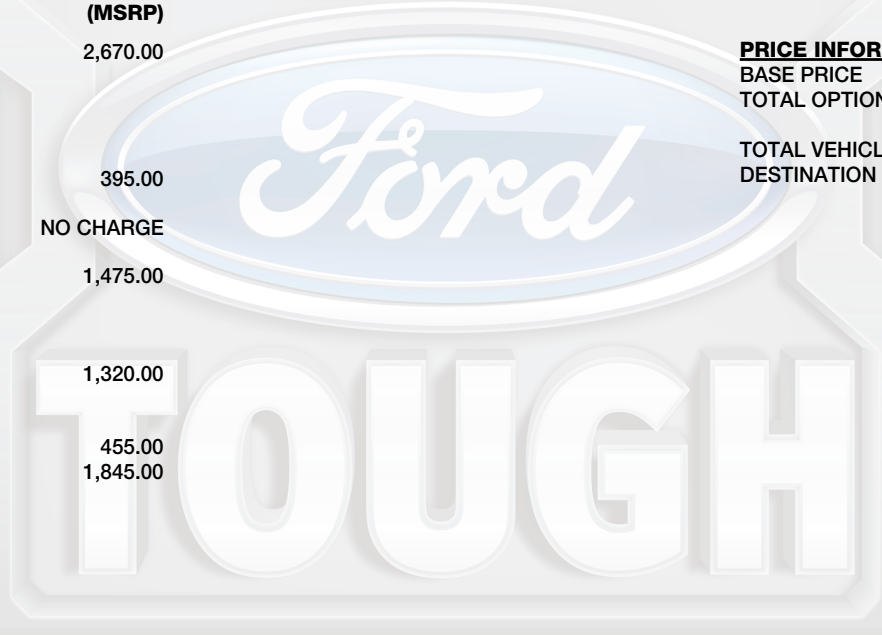 (MSRP)
2,670.00
395.00
NO CHARGE
1,475.00
1,320.00
455.00
1,845.00
PRICE INFOR
BASE PRICE
TOTAL OPTION
TOTAL VEHICL
DESTINATION
Ford
TOUGH